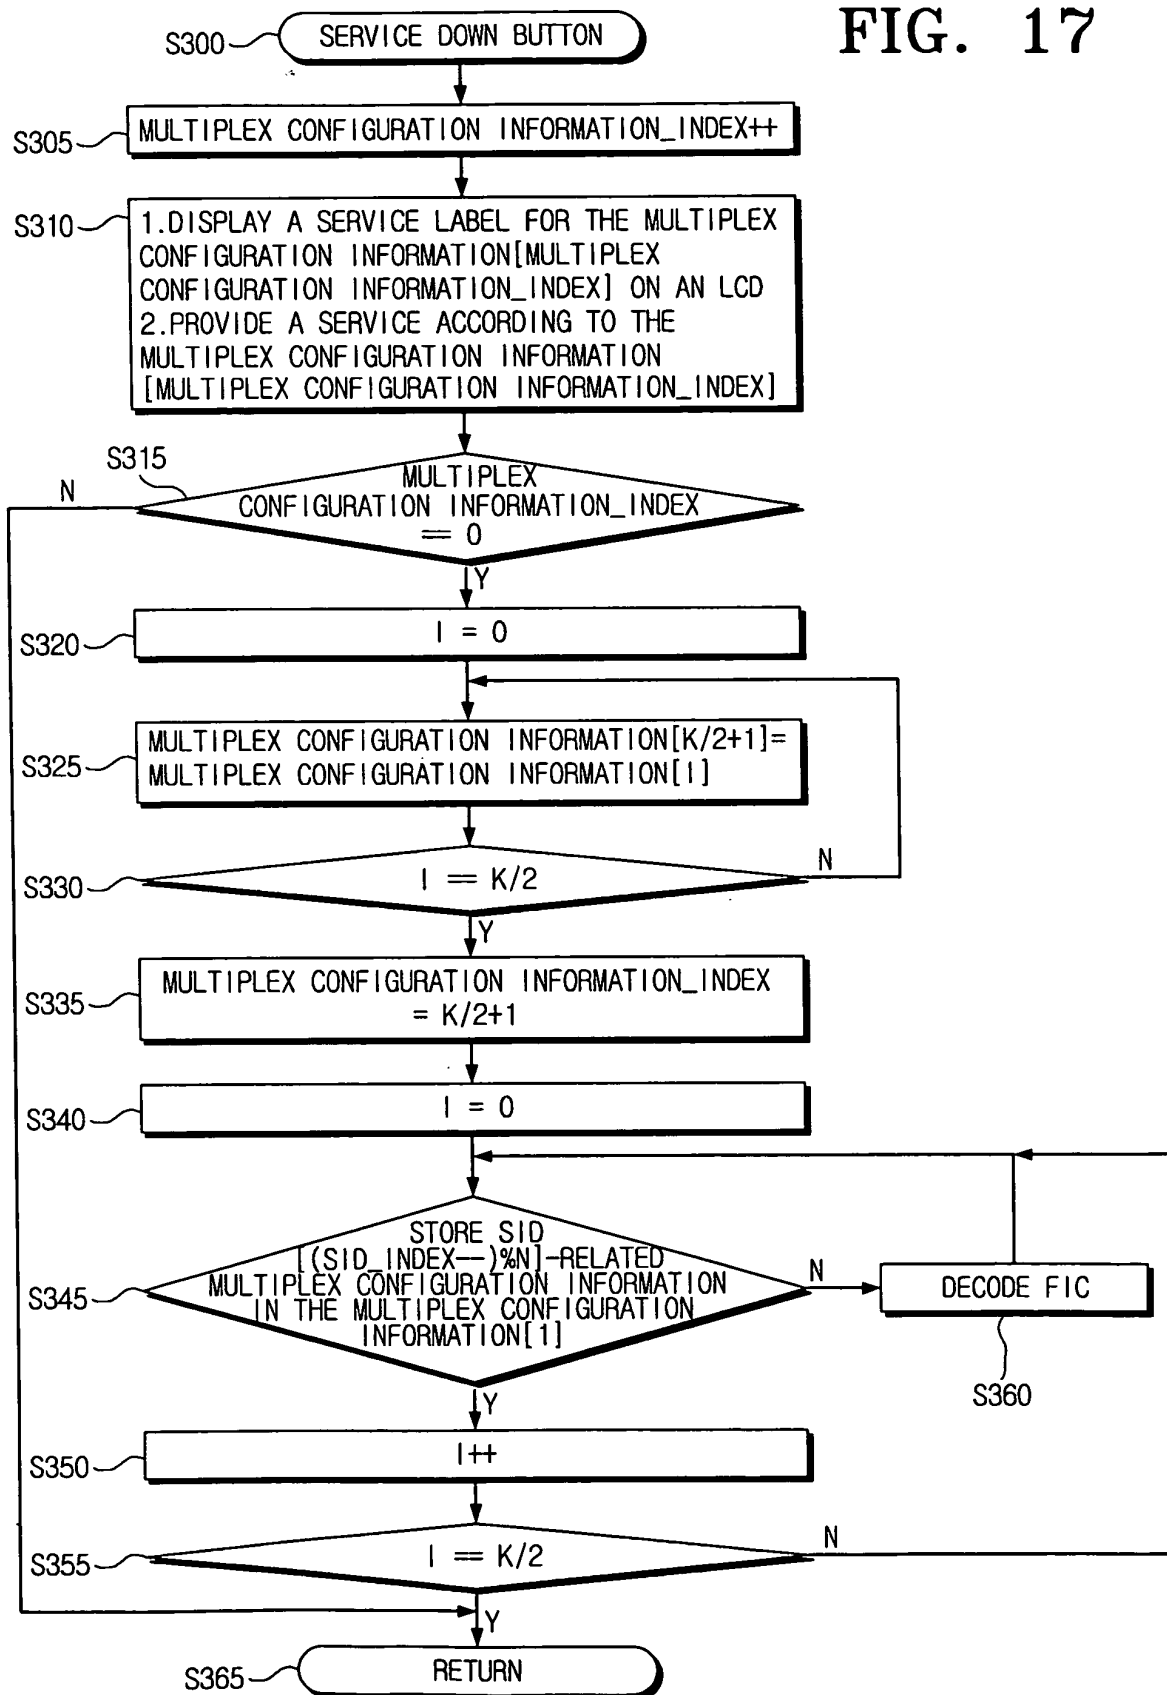 FIG. 17
S300
SERVICE DOWN BUTTON
S305
MULTIPLEX CONFIGURATION INFORMATION_INDEX++
S310
1.DISPLAY A SERVICE LABEL FOR THE MULTIPLEX
CONFIGURATION INFORMATION[MULTIPLEX
CONFIGURATION INFORMATION_INDEX] ON AN LCD
2.PROVIDE A SERVICE ACCORDING TO THE
MULTIPLEX CONFIGURATION INFORMATION
[MULTIPLEX CONFIGURATION INFORMATION_INDEX]
S315
N
MULTIPLEX
CONFIGURATION INFORMATION_INDEX
== 0
Y
S320
I = 0
S325
MULTIPLEX CONFIGURATION INFORMATION[K/2+1]=
MULTIPLEX CONFIGURATION INFORMATION[I]
S330
I == K/2
N
Y
S335
MULTIPLEX CONFIGURATION INFORMATION_INDEX
= K/2+1
S340
I = 0
S345
STORE SID
[(SID_INDEX--)%N]-RELATED
MULTIPLEX CONFIGURATION INFORMATION
IN THE MULTIPLEX CONFIGURATION
INFORMATION[1]
N
DECODE FIC
S360
Y
S350
I++
S355
I == K/2
N
Y
S365
RETURN